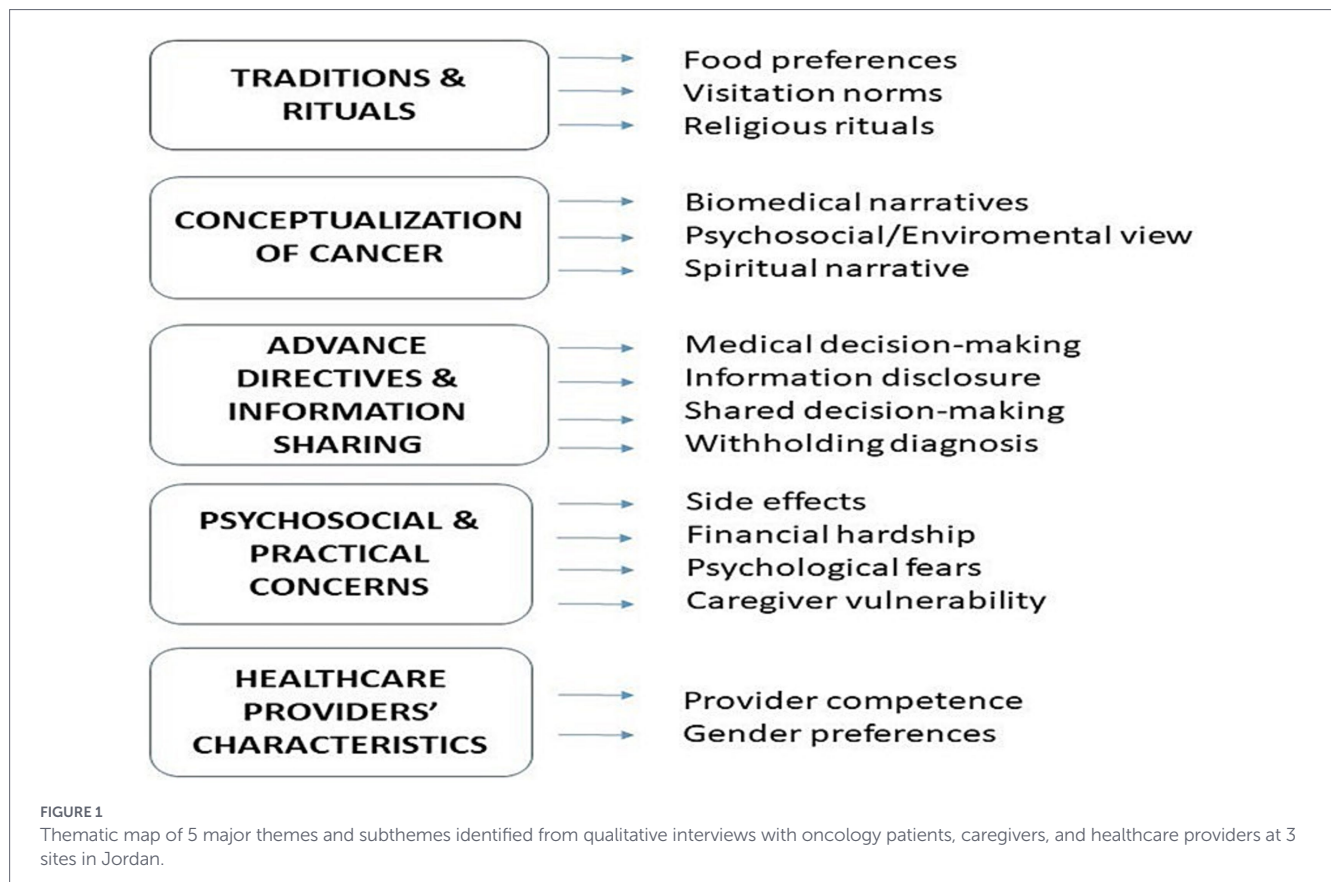 TRADITIONS &
RITUALS
Food preferences
Visitation norms
Religious rituals
CONCEPTUALIZATION
OF CANCER
Biomedical narratives
Psychosocial/Enviromental view
Spiritual narrative
ADVANCE
DIRECTIVES &
INFORMATION
SHARING
Medical decision-making
Information disclosure
Shared decision-making
Withholding diagnosis
PSYCHOSOCIAL &
PRACTICAL
CONCERNS
Side effects
Financial hardship
Psychological fears
Caregiver vulnerability
HEALTHCARE
PROVIDERS’
CHARACTERISTICS
Provider competence
Gender preferences
FIGURE 1
Thematic map of 5 major themes and subthemes identified from qualitative interviews with oncology patients, caregivers, and healthcare providers at 3
sites in Jordan.